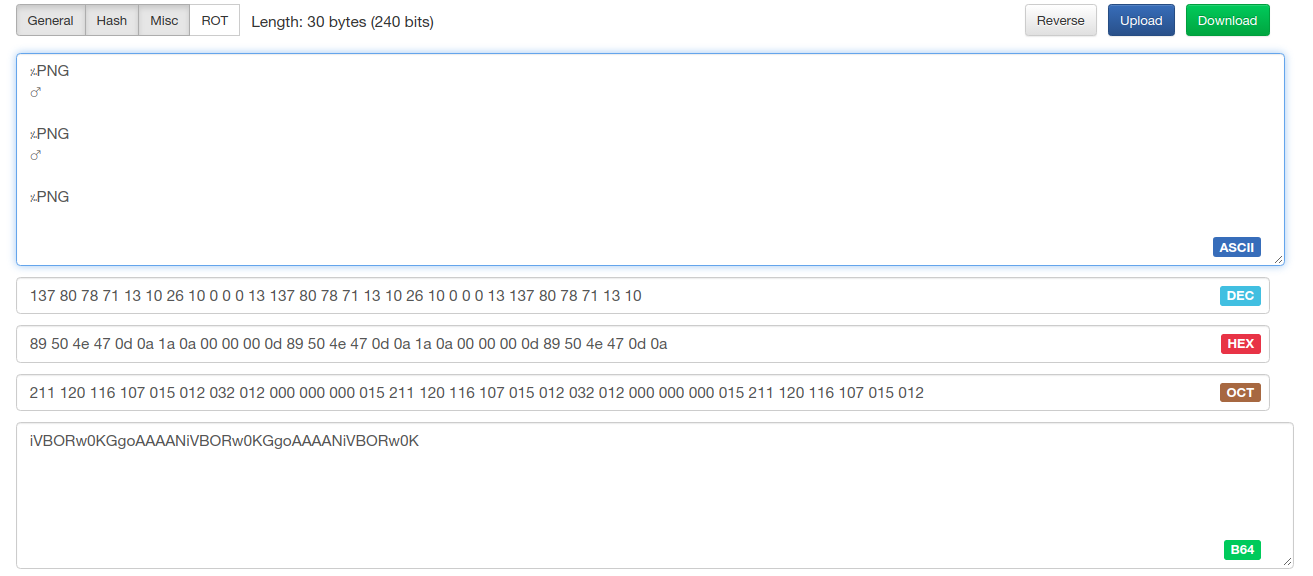 General Hash Misc ROT Length: 30 bytes (240 bits) Reverse Upload Download
٪PNG
♂
٪PNG
♂
٪PNG
ASCII
137 80 78 71 13 10 26 10 0 0 0 13 137 80 78 71 13 10 26 10 0 0 0 13 137 80 78 71 13 10 DEC
89 50 4e 47 0d 0a 1a 0a 00 00 00 0d 89 50 4e 47 0d 0a 1a 0a 00 00 00 0d 89 50 4e 47 0d 0a HEX
211 120 116 107 015 012 032 012 000 000 000 015 211 120 116 107 015 012 032 012 000 000 000 015 211 120 116 107 015 012 OCT
iVBORw0KGgoAAAANiVBORw0KGgoAAAANiVBORw0K
B64